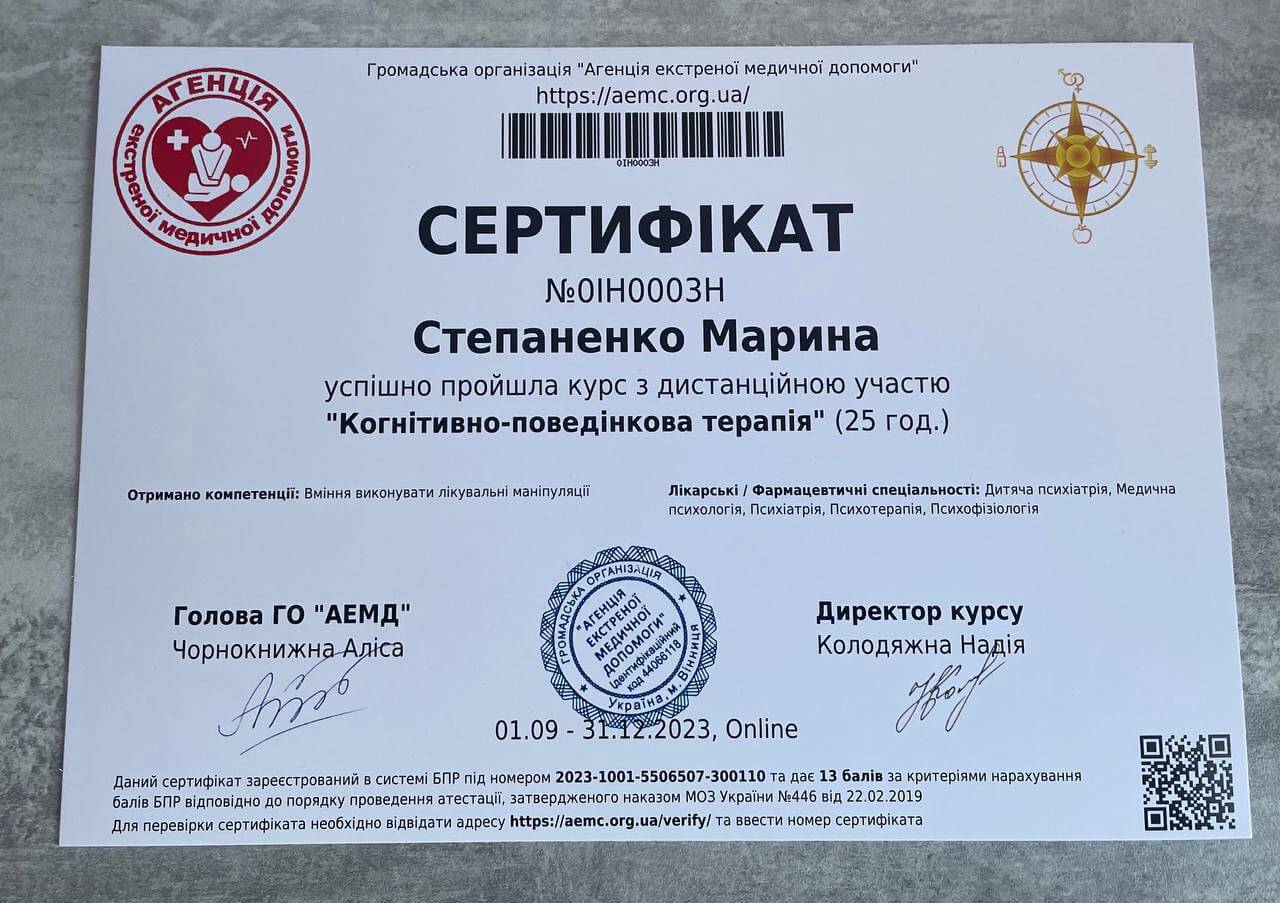 АГЕНЦІЯ
екстреної медичної допомоги
Громадська організація "Агенція екстреної медичної допомоги"
https://aemc.org.ua/
0IH0003H
СЕРТИФІКАТ
№0IH0003H
Степаненко Марина
успішно пройшла курс з дистанційною участю
"Когнітивно-поведінкова терапія" (25 год.)
Отримано компетенції: Вміння виконувати лікувальні маніпуляції
Лікарські / Фармацевтичні спеціальності: Дитяча психіатрія, Медична
психологія, Психіатрія, Психотерапія, Психофізіологія
Голова ГО "АЕМД"
Чорнокнижна Аліса
ГРОМАДСЬКА ОРГАНІЗАЦІЯ
"АГЕНЦІЯ
ЕКСТРЕНОЇ
МЕДИЧНОЇ
ДОПОМОГИ"
Ідентифікаційний
код 44066118
Україна, м. Вінниця
Директор курсу
Колодяжна Надія
01.09 - 31.12.2023, Online
Даний сертифікат зареєстрований в системі БПР під номером 2023-1001-5506507-300110 та дає 13 балів за критеріями нарахування
балів БПР відповідно до порядку проведення атестації, затвердженого наказом МОЗ України №446 від 22.02.2019
Для перевірки сертифіката необхідно відвідати адресу https://aemc.org.ua/verify/ та ввести номер сертифіката